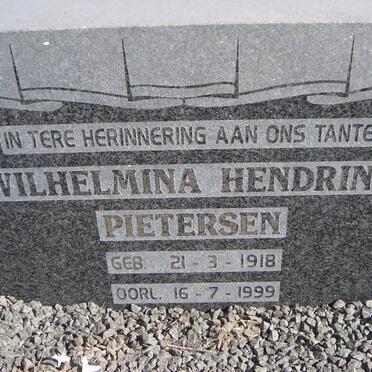 IN TERE HERINNERING AAN ONS TANTE
WILHELMINA HENDRIN
PIETERSEN
GEB. 21 - 3 - 1918
OORL. 16 - 7 - 1999